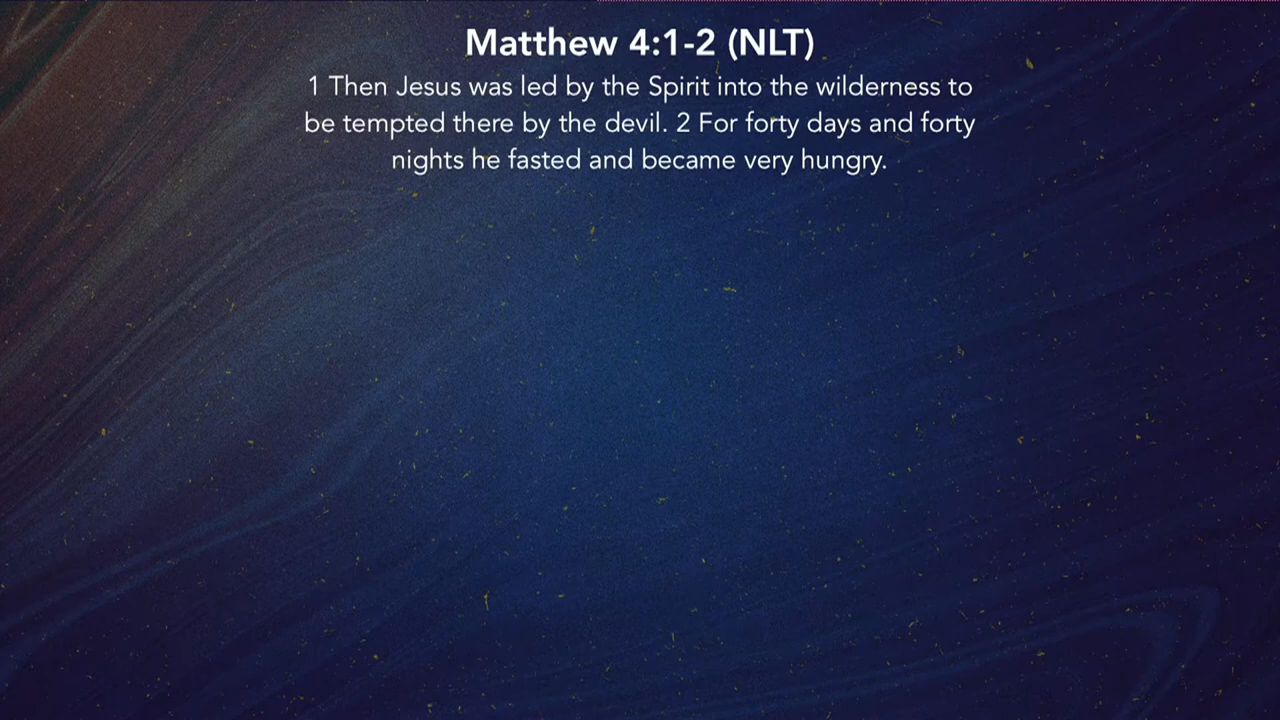 Matthew 4:1-2 (NLT)
1 Then Jesus was led by the Spirit into the wilderness to
be tempted there by the devil. 2 For forty days and forty
nights he fasted and became very hungry.